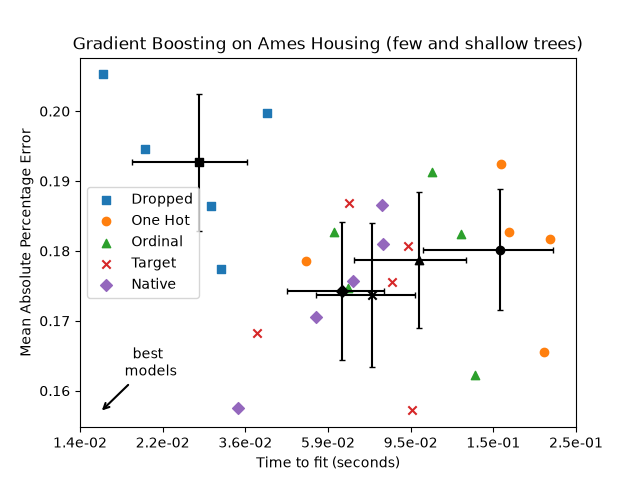 Gradient Boosting on Ames Housing (few and shallow trees)
Mean Absolute Percentage Error
0.20
0.19
0.18
0.17
0.16
Dropped
One Hot
Ordinal
Target
Native
best
models
1.4e-02 2.2e-02 3.6e-02 5.9e-02 9.5e-02 1.5e-01 2.5e-01
Time to fit (seconds)